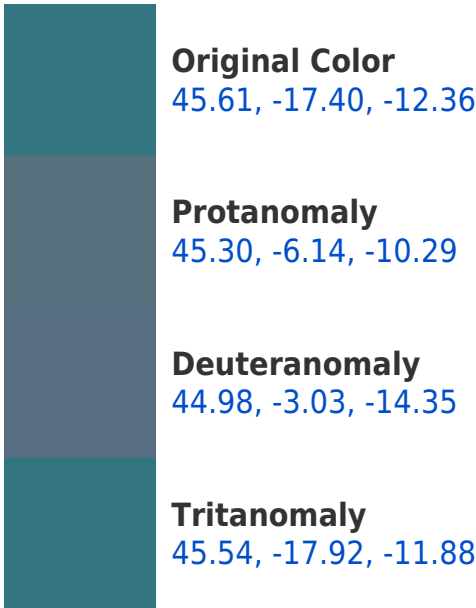 Original Color
45.61, -17.40, -12.36
Protanomaly
45.30, -6.14, -10.29
Deuteranomaly
44.98, -3.03, -14.35
Tritanomaly
45.54, -17.92, -11.88